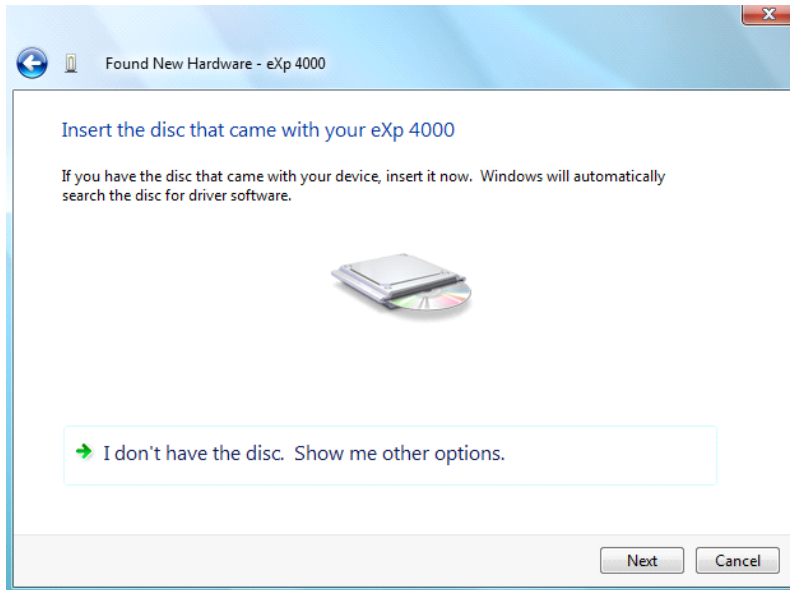 Found New Hardware - eXp 4000
Insert the disc that came with your eXp 4000
If you have the disc that came with your device, insert it now.  Windows will automatically
search the disc for driver software.
I don't have the disc.  Show me other options.
Next
Cancel